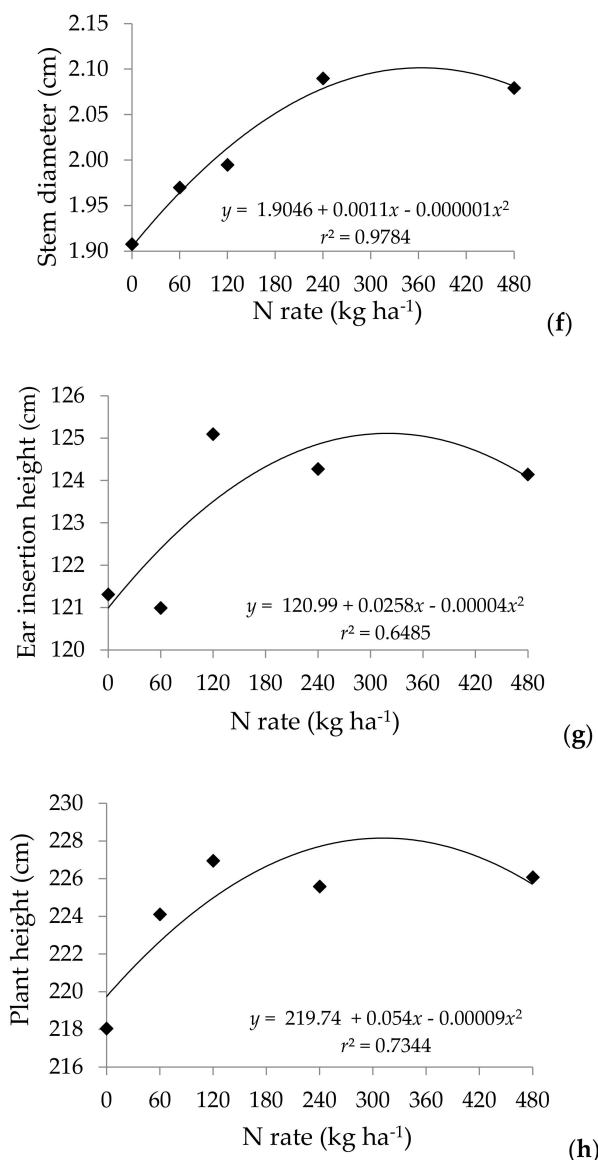 2.15
2.10
2.05
2.00
1.95
1.90
Stem diameter (cm)
y = 1.9046 + 0.0011x - 0.000001x²
r² = 0.9784
0 60 120 180 240 300 360 420 480
N rate (kg ha⁻¹)
(f)
126
125
124
123
122
121
120
Ear insertion height (cm)
y = 120.99 + 0.0258x - 0.00004x²
r² = 0.6485
0 60 120 180 240 300 360 420 480
N rate (kg ha⁻¹)
(g)
230
228
226
224
222
220
218
216
Plant height (cm)
y = 219.74 + 0.054x - 0.00009x²
r² = 0.7344
0 60 120 180 240 300 360 420 480
N rate (kg ha⁻¹)
(h)